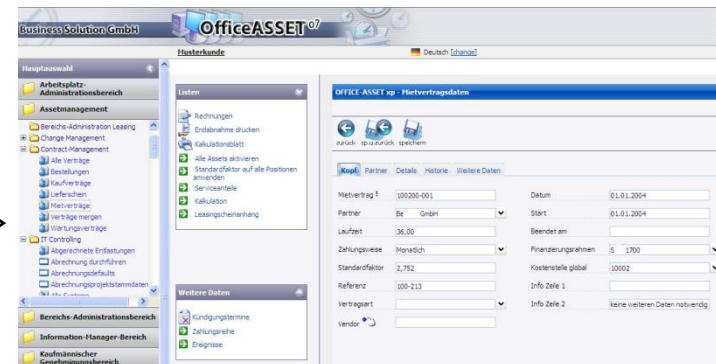 Business Solution GmbH
OfficeASSET 07
Musterkunde
Deutsch [change]
Hauptauswahl
Arbeitsplatz-
Administrationsbereich
Assetmanagement
Bereichs-Administration Leasing
Change Management
Contract-Management
Alle Verträge
Bestellungen
Kaufverträge
Lieferschein
Mietverträge
Verträge mergen
Wartungsverträge
IT Controlling
Abgerechnete Entlastungen
Abrechnung durchführen
Abrechnungsdefaults
Abrechnungsprojektstammdaten
Bereichs-Administrationsbereich
Information-Manager-Bereich
Kaufmännischer
Genehmigungsbereich
Listen
Rechnungen
Endabnahme drucken
Kalkulationsblatt
Alle Assets aktivieren
Standardfaktor auf alle Positionen
anwenden
Serviceanteile
Kalkulation
Leasingscheinanhang
Weitere Daten
Kündigungstermine
Zahlungsreihe
Ereignisse
OFFICE-ASSET xp - Mietvertragsdaten
zurück sp.u.zurück speichern
Kopf Partner Details Historie Weitere Daten
Mietvertrag ! 100200-001 Datum 01.01.2004
Partner Be GmbH Start 01.01.2004
Laufzeit 36,00 Beendet am
Zahlungsweise Monatlich Finanzierungsrahmen S 1700
Standardfaktor 2,752 Kostenstelle global 10002
Referenz 100-213 Info Zeile 1
Vertragsart Info Zeile 2 keine weiteren Daten notwendig
Vendor